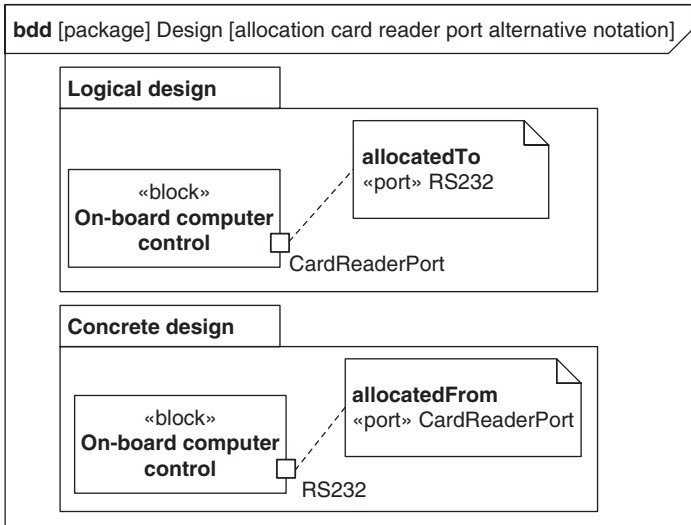 bdd [package] Design [allocation card reader port alternative notation]
Logical design
allocatedTo
«port» RS232
«block»
On-board computer
control
CardReaderPort
Concrete design
allocatedFrom
«port» CardReaderPort
«block»
On-board computer
control
RS232